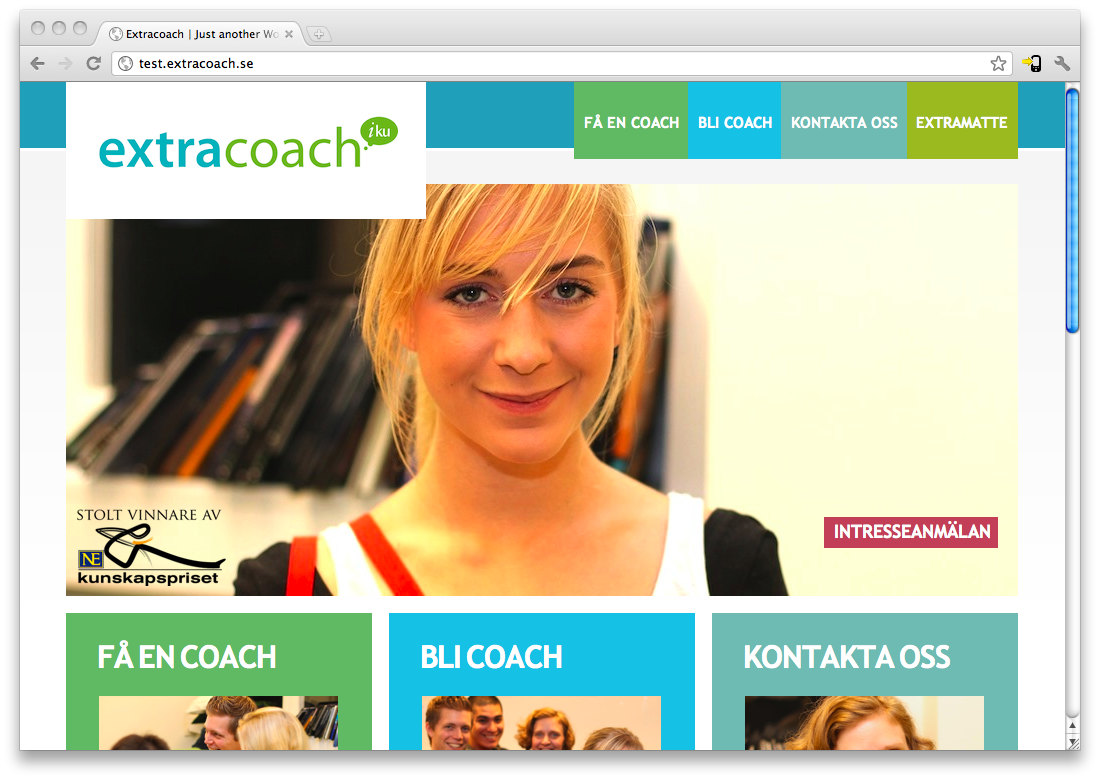 Extracoach | Just another Wo
test.extracoach.se
extracoach
iku
FÅ EN COACH
BLI COACH
KONTAKTA OSS
EXTRAMATTE
STOLT VINNARE AV
NE
kunskapspriset
INTRESSEANMÄLAN
FÅ EN COACH
BLI COACH
KONTAKTA OSS